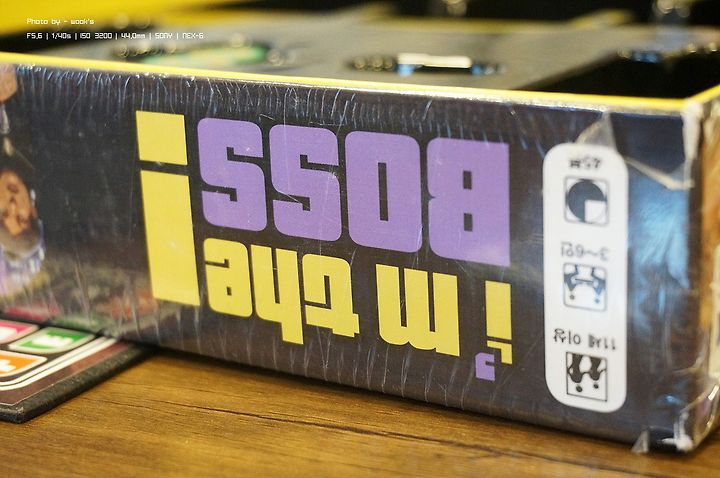 Photo by - wook's
F5,6 | 1/40s | ISO 3200 | 44,0mm | SONY | NEX-6
i'm the
BOSS!
11세 이상
3~6인
45분